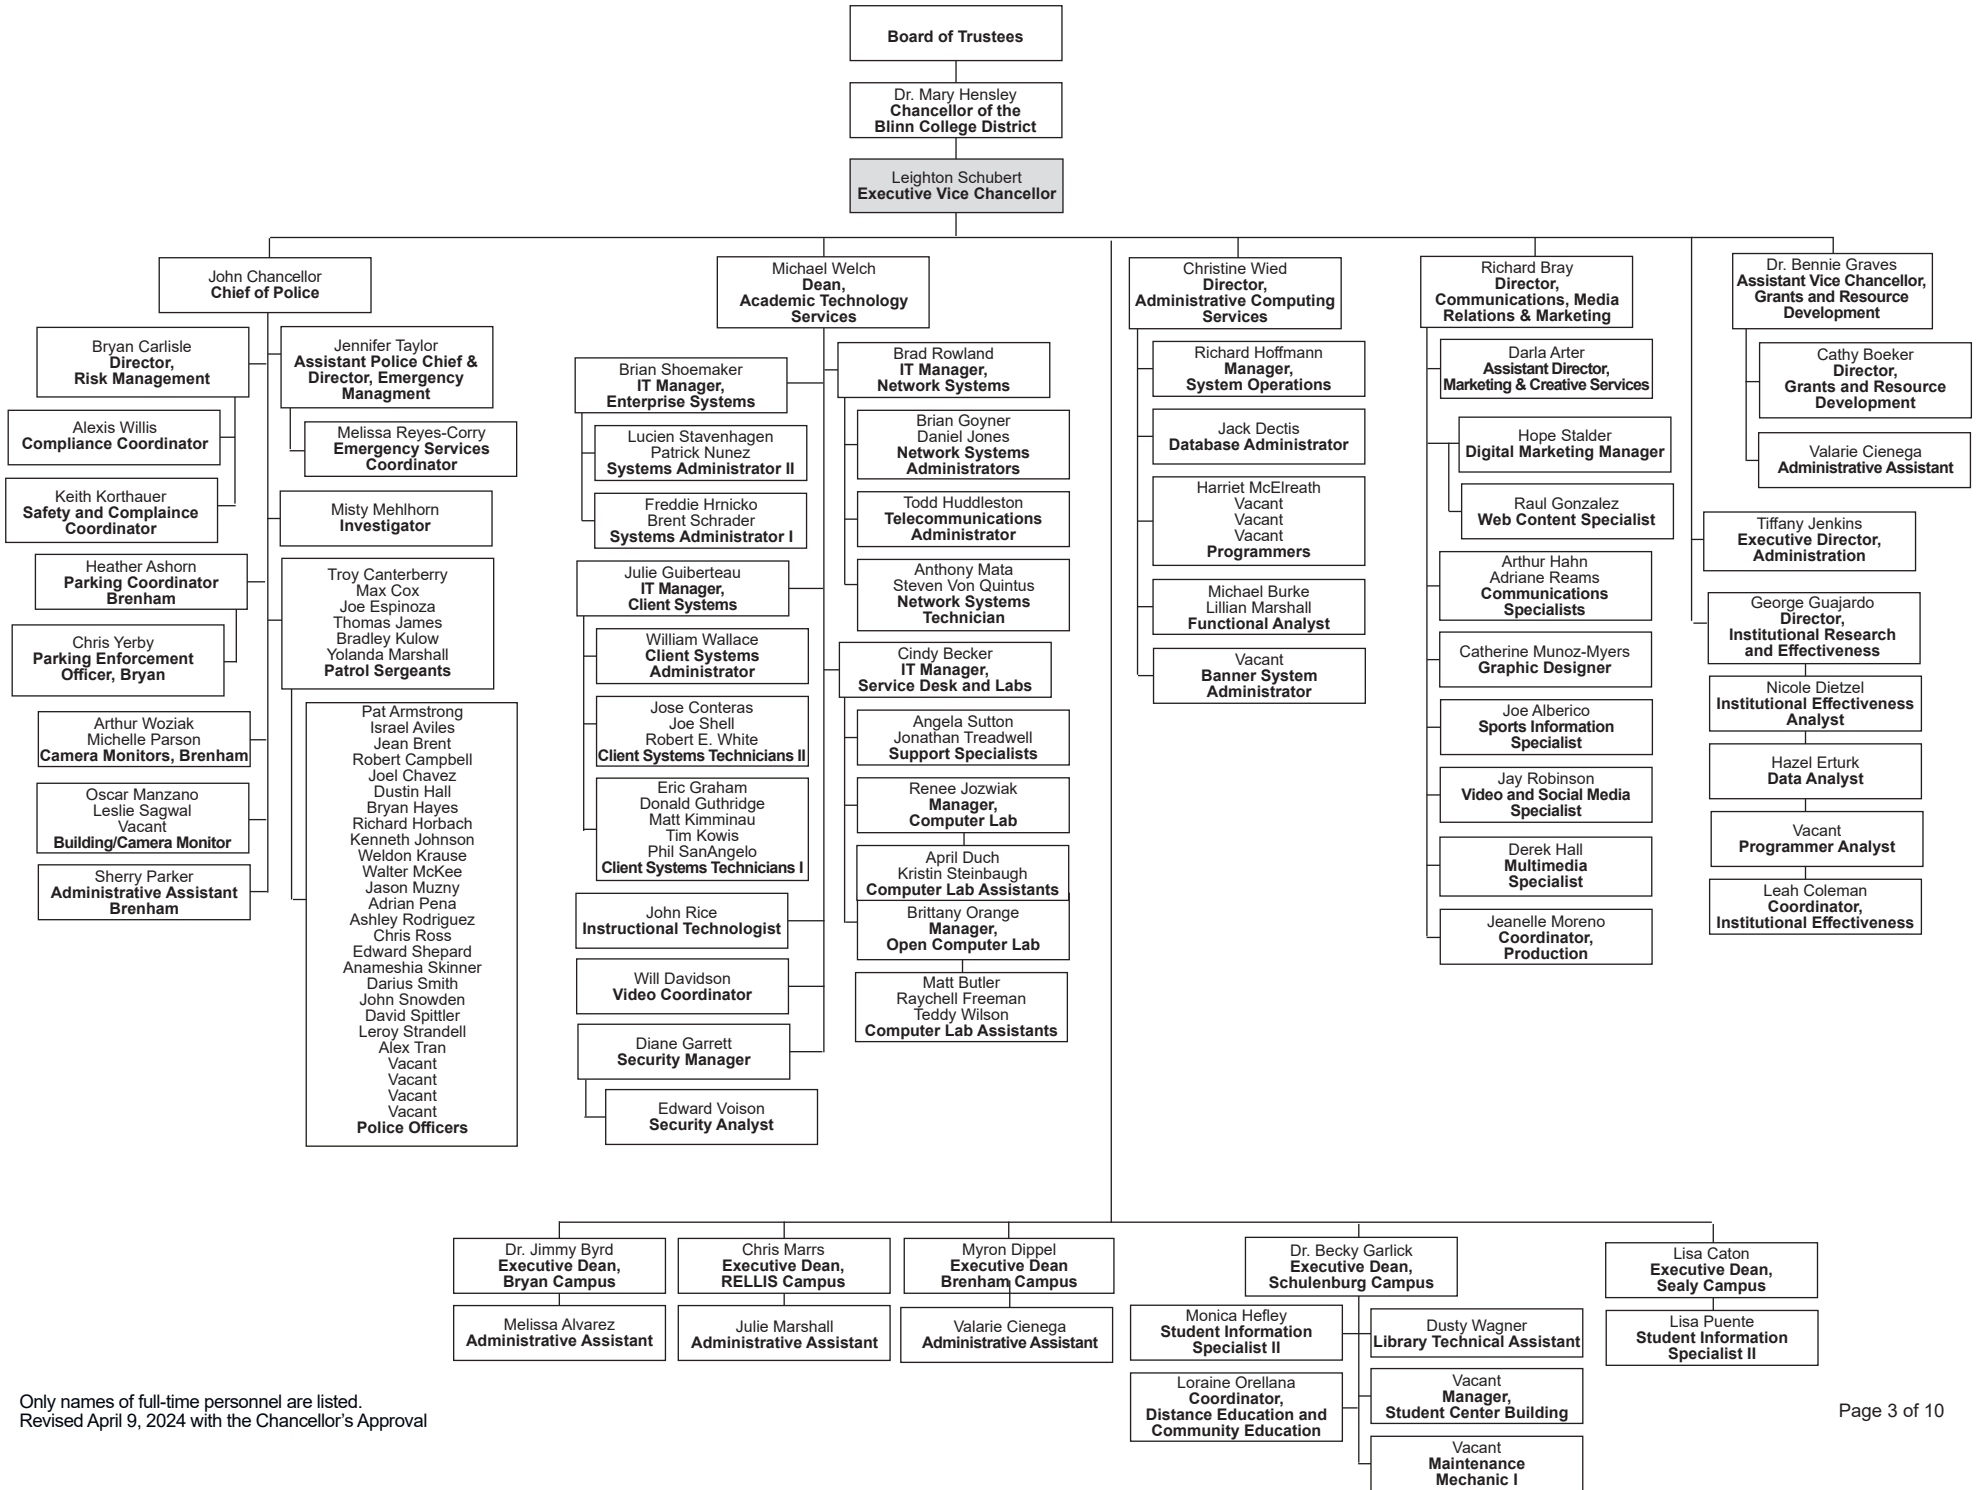 Board of Trustees
Dr. Mary Hensley
Chancellor of the
Blinn College District
Leighton Schubert
Executive Vice Chancellor
John Chancellor
Chief of Police
Bryan Carlisle
Director,
Risk Management
Alexis Willis
Compliance Coordinator
Keith Korthauer
Safety and Complaince
Coordinator
Heather Ashorn
Parking Coordinator
Brenham
Chris Yerby
Parking Enforcement
Officer, Bryan
Arthur Woziak
Michelle Parson
Camera Monitors, Brenham
Oscar Manzano
Leslie Sagwal
Vacant
Building/Camera Monitor
Sherry Parker
Administrative Assistant
Brenham
Jennifer Taylor
Assistant Police Chief &
Director, Emergency
Managment
Melissa Reyes-Corry
Emergency Services
Coordinator
Misty Mehlhorn
Investigator
Troy Canterberry
Max Cox
Joe Espinoza
Thomas James
Bradley Kulow
Yolanda Marshall
Patrol Sergeants
Pat Armstrong
Israel Aviles
Jean Brent
Robert Campbell
Joel Chavez
Dustin Hall
Bryan Hayes
Richard Horbach
Kenneth Johnson
Weldon Krause
Walter McKee
Jason Muzny
Adrian Pena
Ashley Rodriguez
Chris Ross
Edward Shepard
Anameshia Skinner
Darius Smith
John Snowden
David Spittler
Leroy Strandell
Alex Tran
Vacant
Vacant
Vacant
Vacant
Police Officers
Michael Welch
Dean,
Academic Technology
Services
Brian Shoemaker
IT Manager,
Enterprise Systems
Lucien Stavenhagen
Patrick Nunez
Systems Administrator II
Freddie Hrnicko
Brent Schrader
Systems Administrator I
Julie Guiberteau
IT Manager,
Client Systems
William Wallace
Client Systems
Administrator
Jose Conteras
Joe Shell
Robert E. White
Client Systems Technicians II
Eric Graham
Donald Guthridge
Matt Kimminau
Tim Kowis
Phil SanAngelo
Client Systems Technicians I
John Rice
Instructional Technologist
Will Davidson
Video Coordinator
Diane Garrett
Security Manager
Edward Voison
Security Analyst
Brad Rowland
IT Manager,
Network Systems
Brian Goyner
Daniel Jones
Network Systems
Administrators
Todd Huddleston
Telecommunications
Administrator
Anthony Mata
Steven Von Quintus
Network Systems
Technician
Cindy Becker
IT Manager,
Service Desk and Labs
Angela Sutton
Jonathan Treadwell
Support Specialists
Renee Jozwiak
Manager,
Computer Lab
April Duch
Kristin Steinbaugh
Computer Lab Assistants
Brittany Orange
Manager,
Open Computer Lab
Matt Butler
Raychell Freeman
Teddy Wilson
Computer Lab Assistants
Christine Wied
Director,
Administrative Computing
Services
Richard Hoffmann
Manager,
System Operations
Jack Dectis
Database Administrator
Harriet McElreath
Vacant
Vacant
Vacant
Programmers
Michael Burke
Lillian Marshall
Functional Analyst
Vacant
Banner System
Administrator
Richard Bray
Director,
Communications, Media
Relations & Marketing
Darla Arter
Assistant Director,
Marketing & Creative Services
Hope Stalder
Digital Marketing Manager
Raul Gonzalez
Web Content Specialist
Arthur Hahn
Adriane Reams
Communications
Specialists
Catherine Munoz-Myers
Graphic Designer
Joe Alberico
Sports Information
Specialist
Jay Robinson
Video and Social Media
Specialist
Derek Hall
Multimedia
Specialist
Jeanelle Moreno
Coordinator,
Production
Dr. Bennie Graves
Assistant Vice Chancellor,
Grants and Resource
Development
Cathy Boeker
Director,
Grants and Resource
Development
Valarie Cienega
Administrative Assistant
Tiffany Jenkins
Executive Director,
Administration
George Guajardo
Director,
Institutional Research
and Effectiveness
Nicole Dietzel
Institutional Effectiveness
Analyst
Hazel Erturk
Data Analyst
Vacant
Programmer Analyst
Leah Coleman
Coordinator,
Institutional Effectiveness
Dr. Jimmy Byrd
Executive Dean,
Bryan Campus
Melissa Alvarez
Administrative Assistant
Chris Marrs
Executive Dean,
RELLIS Campus
Julie Marshall
Administrative Assistant
Myron Dippel
Executive Dean
Brenham Campus
Valarie Cienega
Administrative Assistant
Dr. Becky Garlick
Executive Dean,
Schulenburg Campus
Monica Hefley
Student Information
Specialist II
Loraine Orellana
Coordinator,
Distance Education and
Community Education
Dusty Wagner
Library Technical Assistant
Vacant
Manager,
Student Center Building
Vacant
Maintenance
Mechanic I
Lisa Caton
Executive Dean,
Sealy Campus
Lisa Puente
Student Information
Specialist II
Only names of full-time personnel are listed.
Revised April 9, 2024 with the Chancellor's Approval
Page 3 of 10